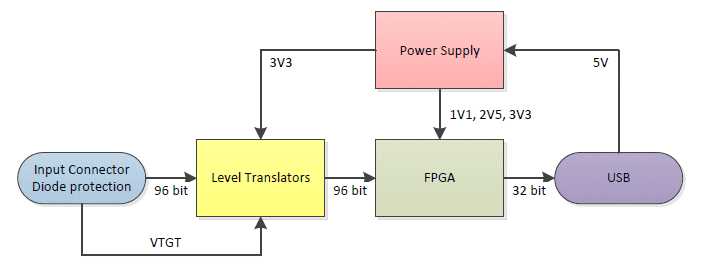 Power Supply
3V3
5V
1V1, 2V5, 3V3
Input Connector
Diode protection
96 bit
Level Translators
96 bit
FPGA
32 bit
USB
VTGT